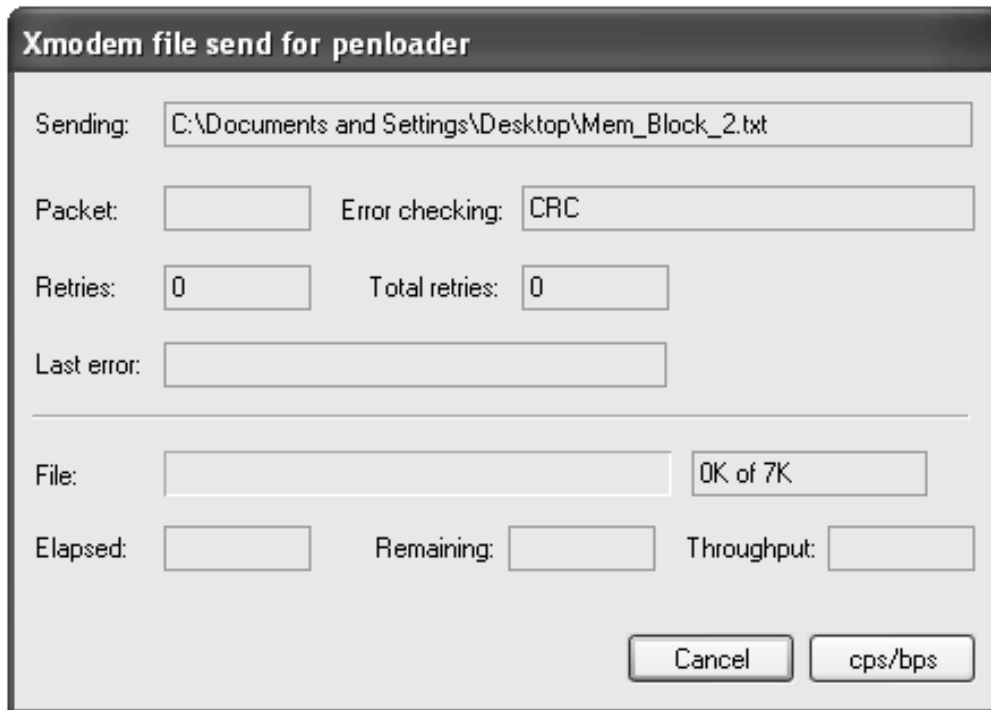 Xmodem file send for penloader
Sending: C:\Documents and Settings\Desktop\Mem_Block_2.txt
Packet: Error checking: CRC
Retries: 0 Total retries: 0
Last error:
File: 0K of 7K
Elapsed: Remaining: Throughput:
Cancel cps/bps